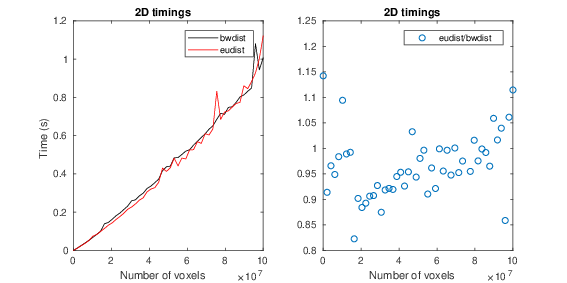 2D timings
bwdist
eudist
1.2
1
0.8
0.6
0.4
0.2
0
Time (s)
0 2 4 6 8 10
Number of voxels
×10^7
2D timings
eudist/bwdist
1.25
1.2
1.15
1.1
1.05
1
0.95
0.9
0.85
0.8
0 2 4 6 8 10
Number of voxels
×10^7